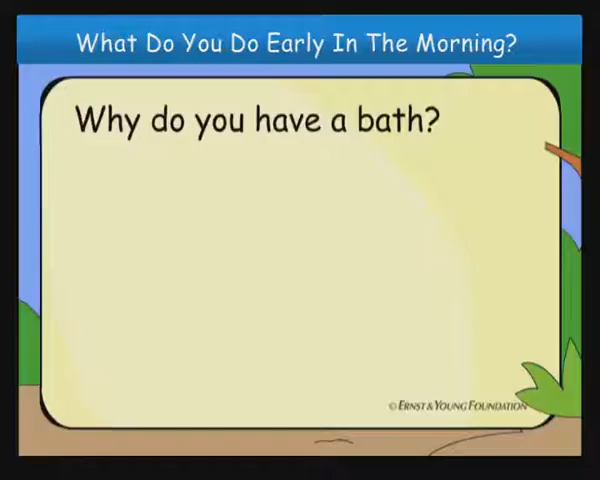 What Do You Do Early In The Morning?
Why do you have a bath?
© ERNST & YOUNG FOUNDATION